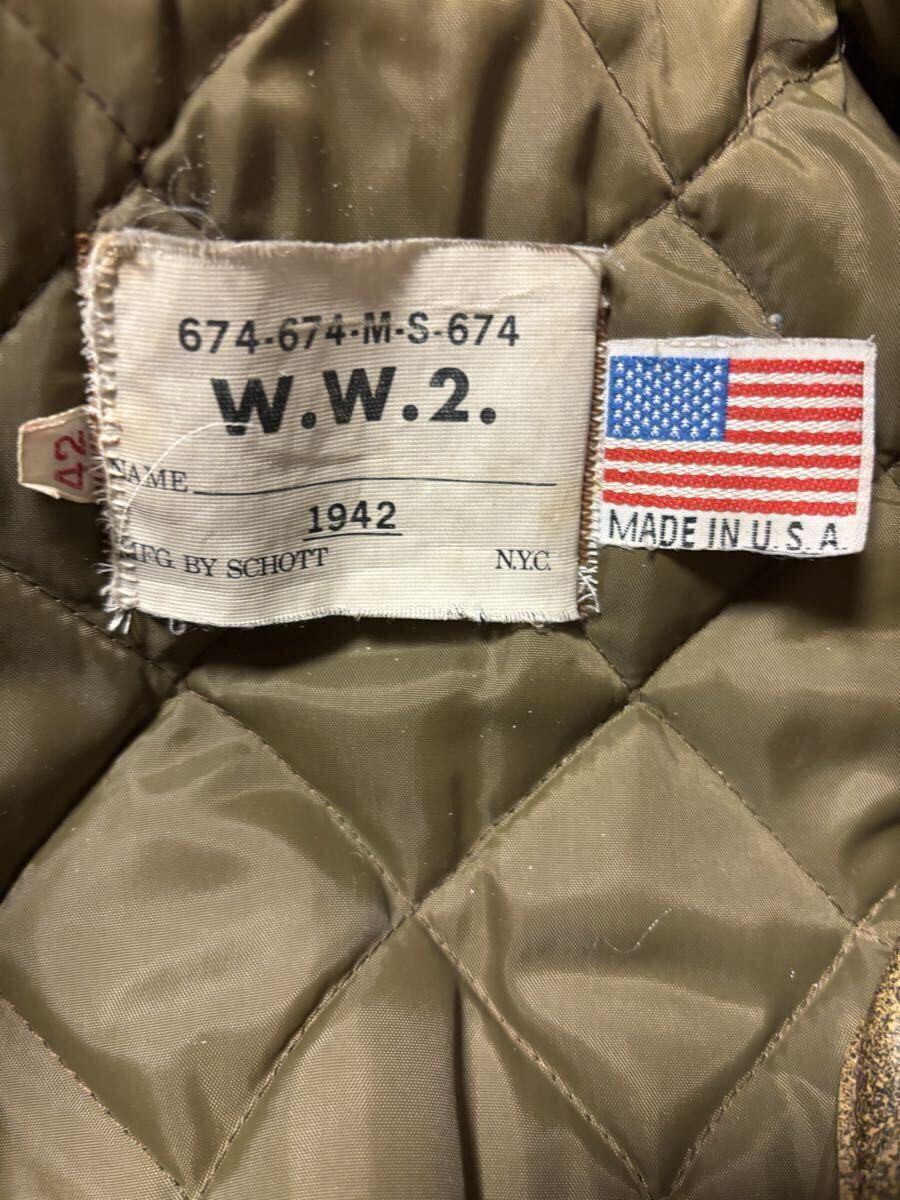 674-674-M-S-674
W.W.2.
NAME
1942
MFG. BY SCHOTT N.Y.C.
42
MADE IN U.S.A